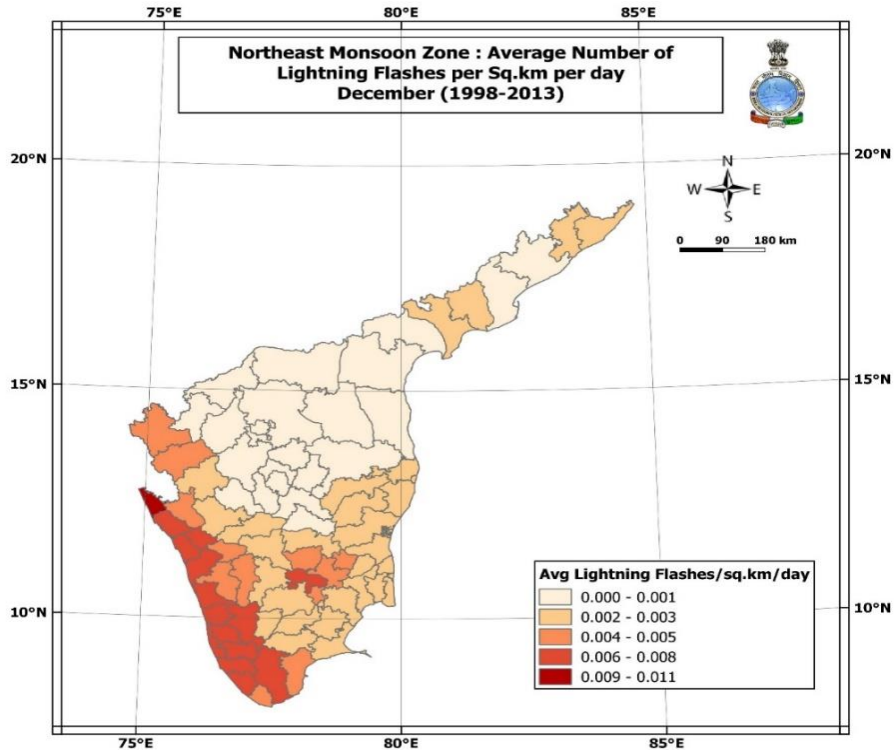 75°E 80°E 85°E
Northeast Monsoon Zone : Average Number of
Lightning Flashes per Sq.km per day
December (1998-2013)
20°N 20°N
N
W E
S
0 90 180 km
15°N 15°N
Avg Lightning Flashes/sq.km/day
0.000 - 0.001
0.002 - 0.003
10°N 10°N
0.004 - 0.005
0.006 - 0.008
0.009 - 0.011
75°E 80°E 85°E